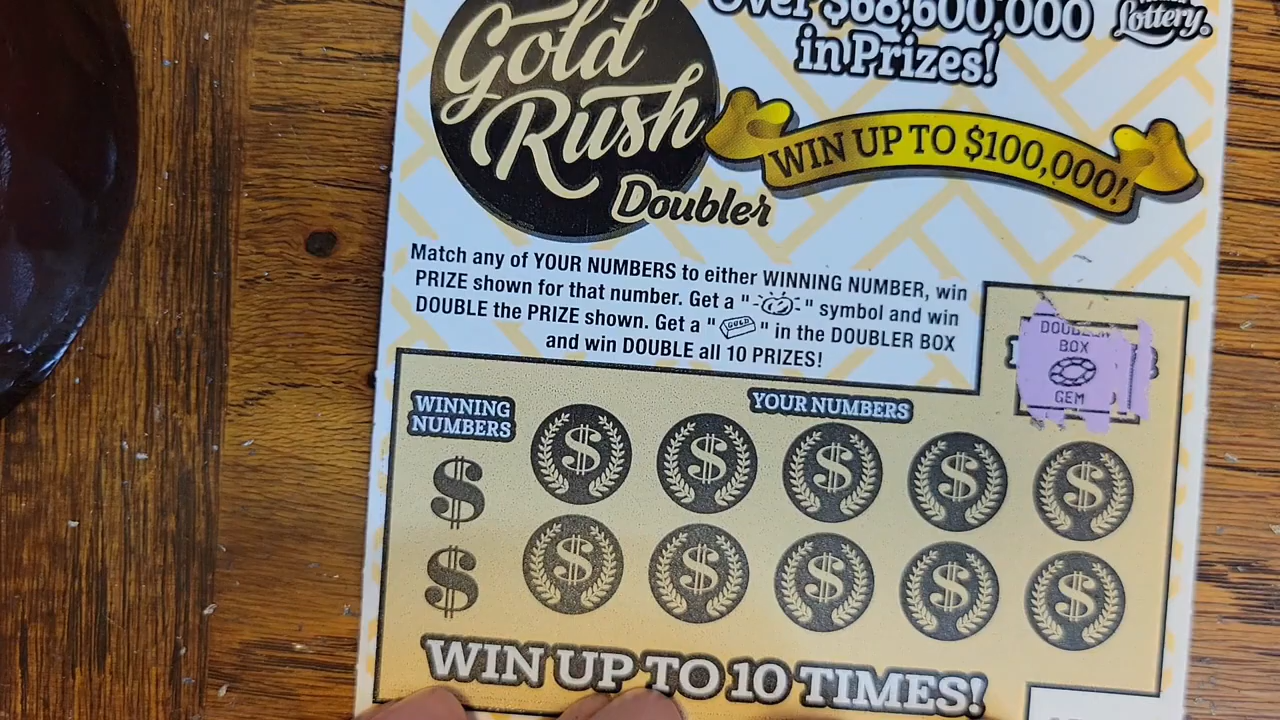 Gold
Rush
Doubler
Over $68,600,000
in Prizes!
Lottery
WIN UP TO $100,000!
Match any of YOUR NUMBERS to either WINNING NUMBER, win
PRIZE shown for that number. Get a " " symbol and win
DOUBLE the PRIZE shown. Get a "GOLD" in the DOUBLER BOX
and win DOUBLE all 10 PRIZES!
DOUBLER
BOX
GEM
WINNING
NUMBERS
YOUR NUMBERS
$ $ $ $ $ $
$ $ $ $ $ $
WIN UP TO 10 TIMES!